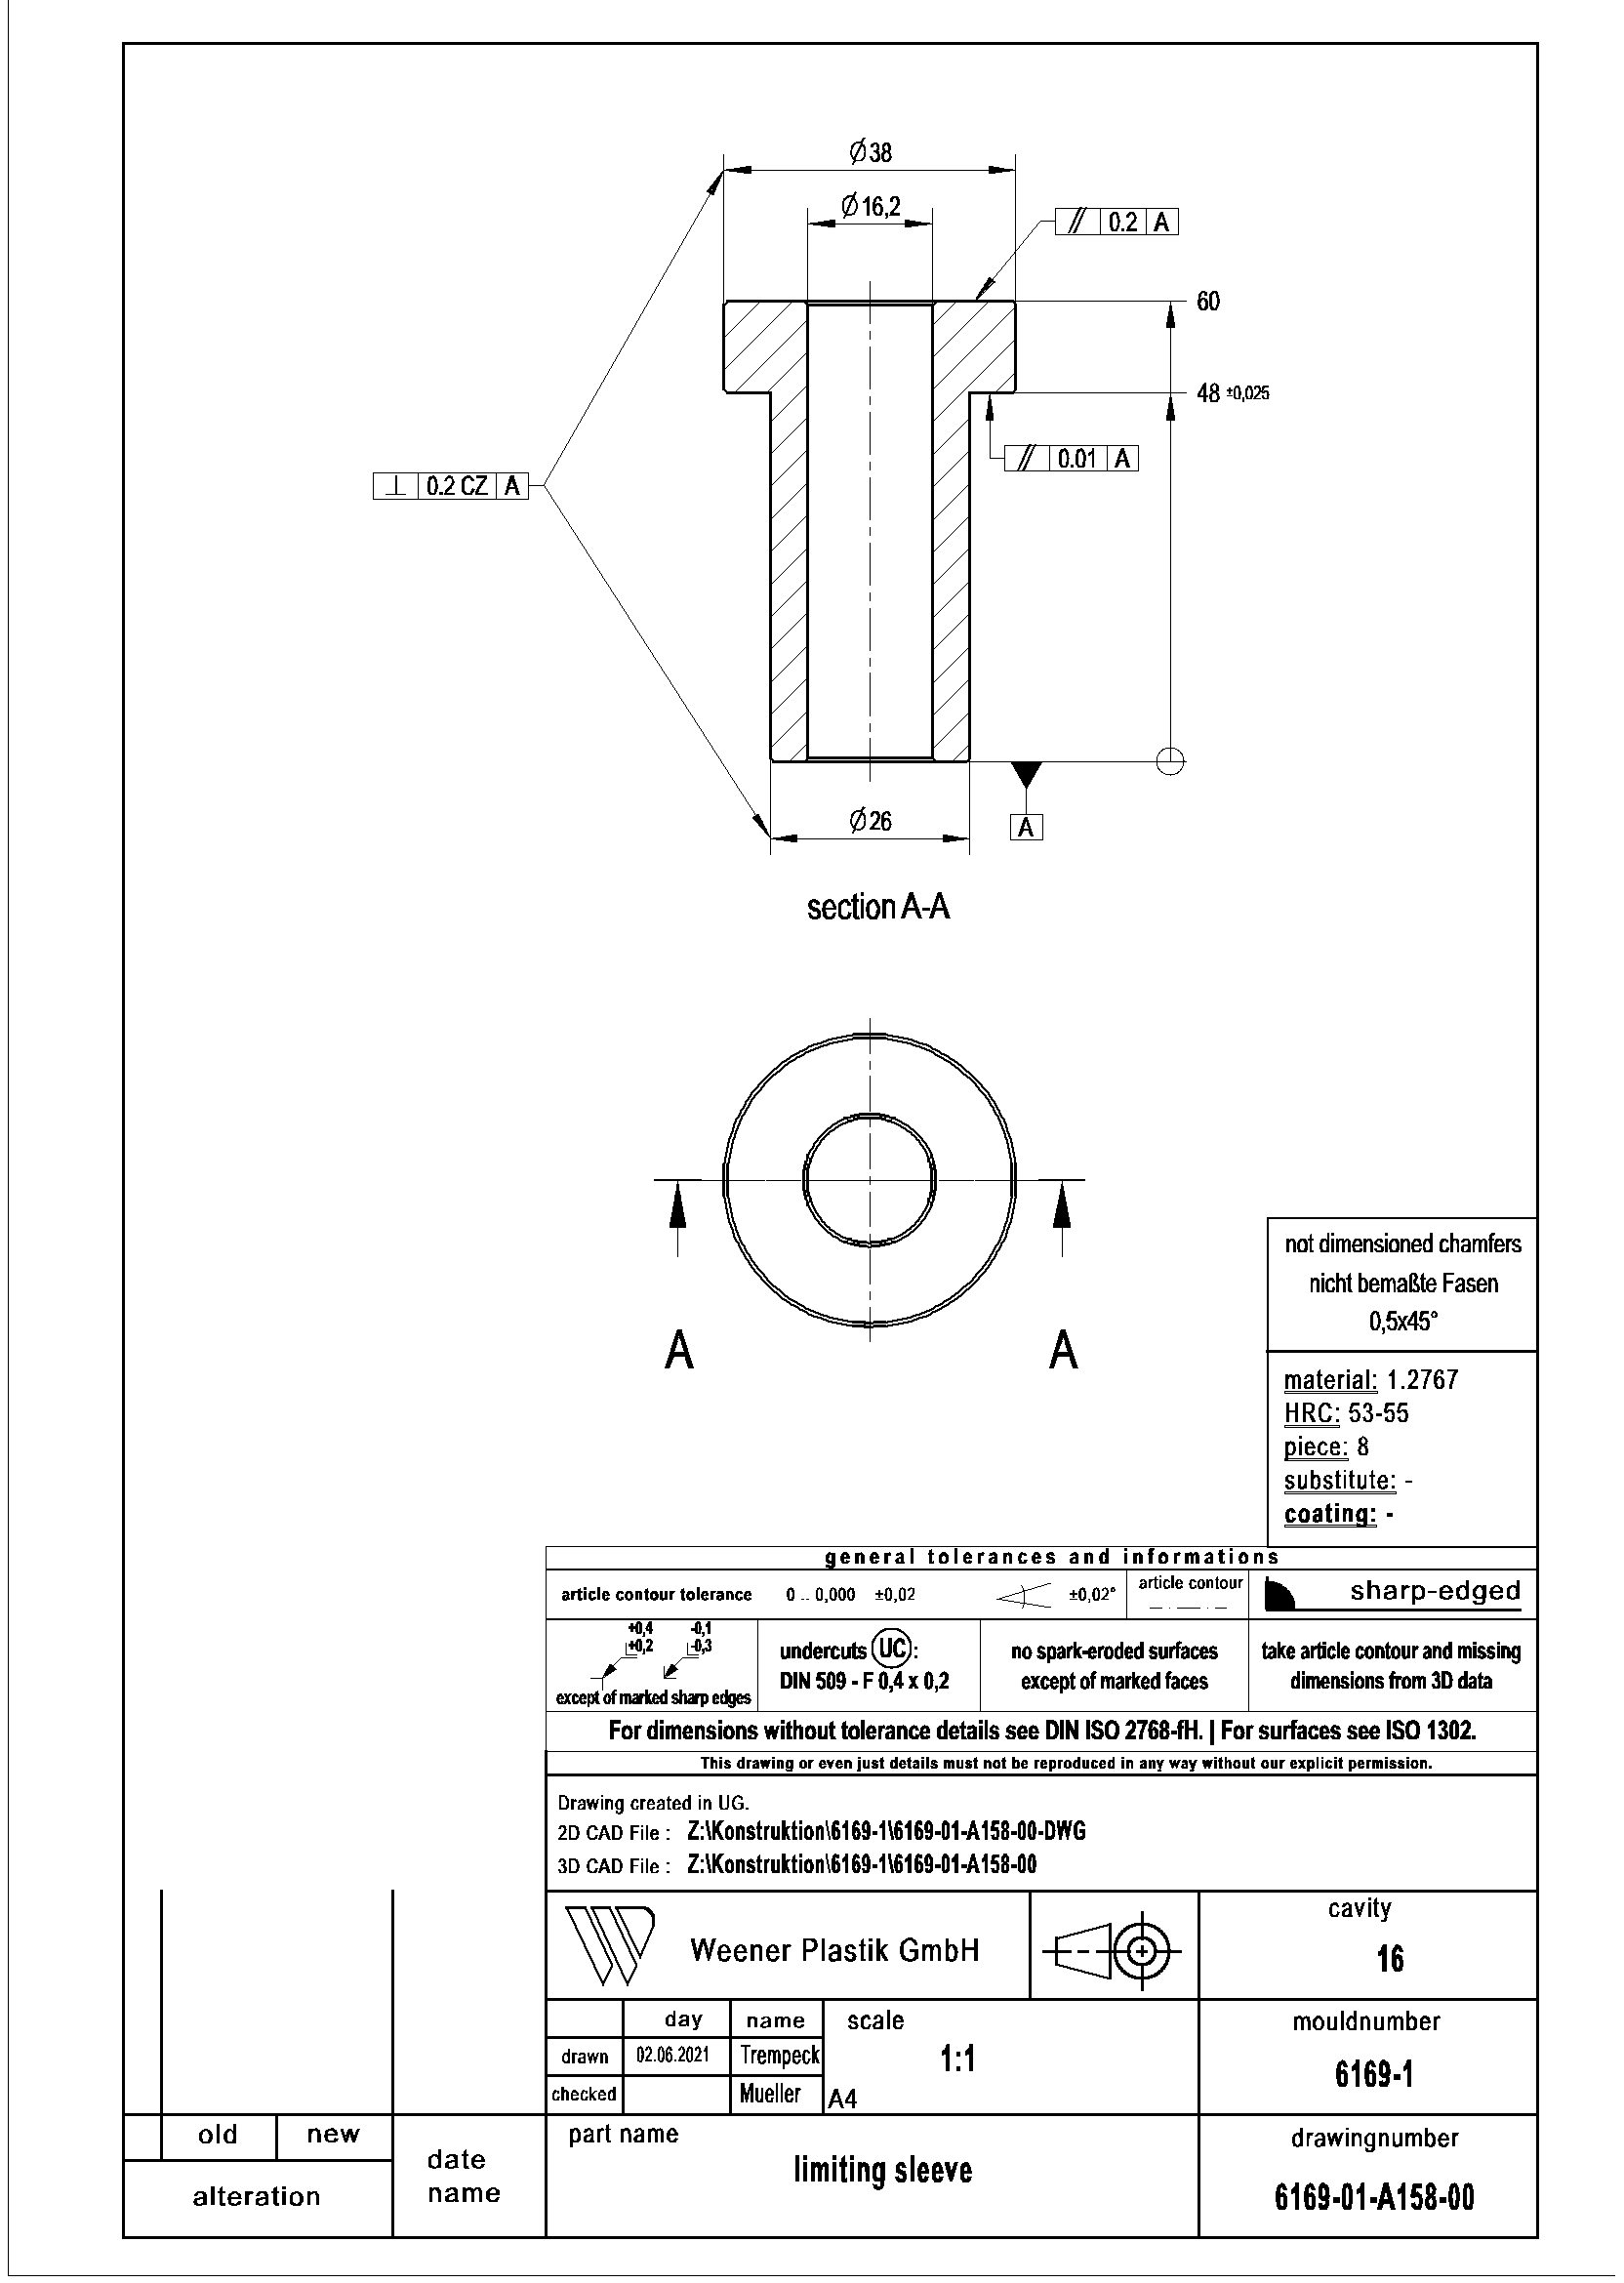 Ø38
Ø16,2
// 0.2 A
60
48 ±0,025
// 0.01 A
⊥ 0.2 CZ A
Ø26
A
section A-A
A A
not dimensioned chamfers
nicht bemaßte Fasen
0,5x45°
material: 1.2767
HRC: 53-55
piece: 8
substitute: -
coating: -
general tolerances and informations
article contour tolerance 0 .. 0,000 ±0,02 ±0,02° article contour sharp-edged
+0,4 -0,1
+0,2 -0,3
except of marked sharp edges
undercuts UC :
DIN 509 - F 0,4 x 0,2
no spark-eroded surfaces
except of marked faces
take article contour and missing
dimensions from 3D data
For dimensions without tolerance details see DIN ISO 2768-fH. | For surfaces see ISO 1302.
This drawing or even just details must not be reproduced in any way without our explicit permission.
Drawing created in UG.
2D CAD File : Z:\Konstruktion\6169-1\6169-01-A158-00-DWG
3D CAD File : Z:\Konstruktion\6169-1\6169-01-A158-00
Weener Plastik GmbH
cavity
16
day name scale
drawn 02.06.2021 Trempeck 1:1
checked Mueller A4
mouldnumber
6169-1
old new
alteration
date
name
part name
limiting sleeve
drawingnumber
6169-01-A158-00